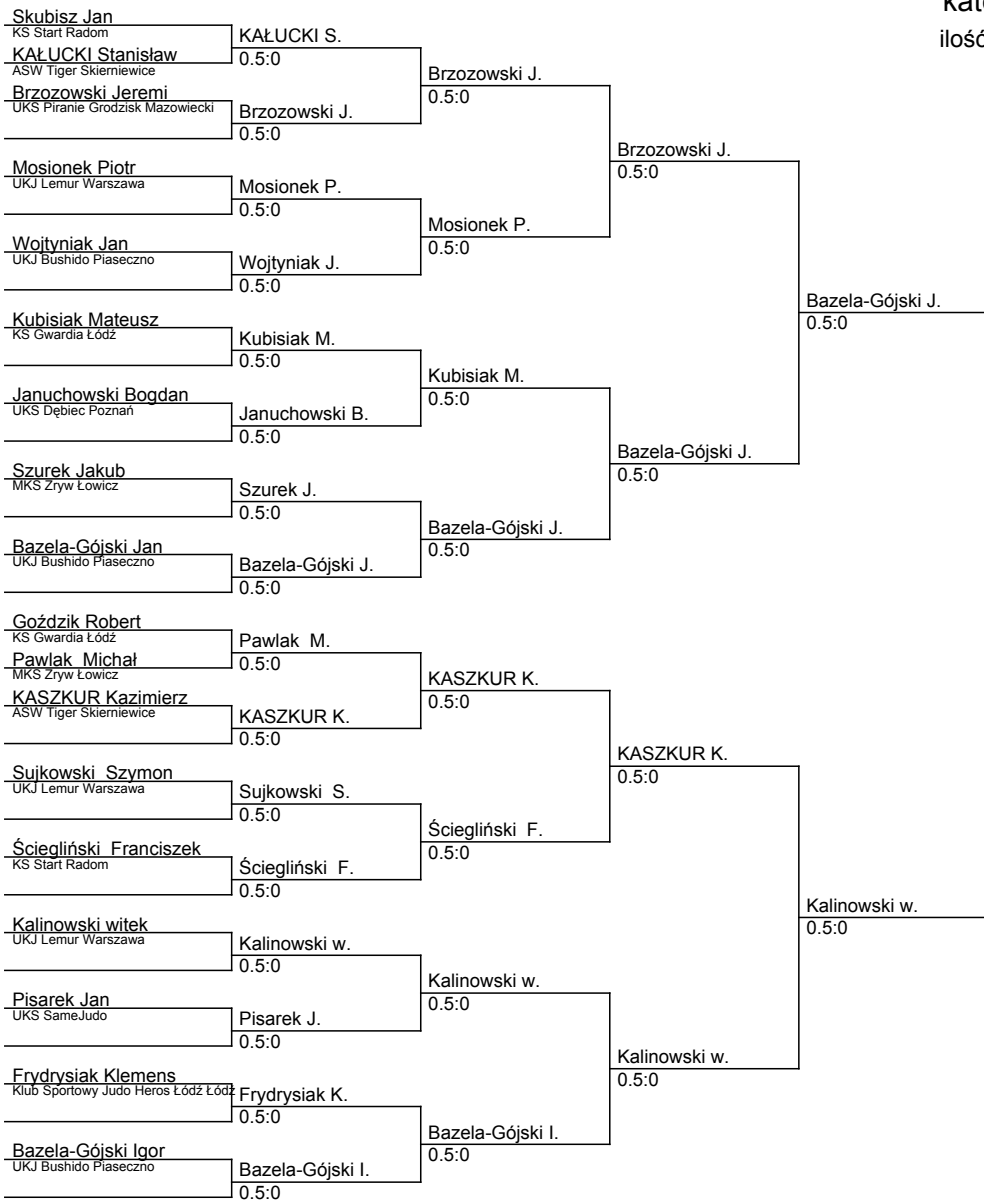 Skubisz Jan
KS Start Radom
KAŁUCKI Stanisław
ASW Tiger Skierniewice
Brzozowski Jeremi
UKS Piranie Grodzisk Mazowiecki
Mosionek Piotr
UKJ Lemur Warszawa
Wojtyniak Jan
UKJ Bushido Piaseczno
Kubisiak Mateusz
KS Gwardia Łódź
Januchowski Bogdan
UKS Dębiec Poznań
Szurek Jakub
MKS Zryw Łowicz
Bazela-Gójski Jan
UKJ Bushido Piaseczno
Goździk Robert
KS Gwardia Łódź
Pawlak Michał
MKS Zryw Łowicz
KASZKUR Kazimierz
ASW Tiger Skierniewice
Sujkowski Szymon
UKJ Lemur Warszawa
Ściegliński Franciszek
KS Start Radom
Kalinowski witek
UKJ Lemur Warszawa
Pisarek Jan
UKS SameJudo
Frydrysiak Klemens
Klub Sportowy Judo Heros Łódź Łódź
Bazela-Gójski Igor
UKJ Bushido Piaseczno
KAŁUCKI S.
0.5:0
Brzozowski J.
0.5:0
Mosionek P.
0.5:0
Wojtyniak J.
0.5:0
Kubisiak M.
0.5:0
Januchowski B.
0.5:0
Szurek J.
0.5:0
Bazela-Gójski J.
0.5:0
Pawlak M.
0.5:0
KASZKUR K.
0.5:0
Sujkowski S.
0.5:0
Ściegliński F.
0.5:0
Kalinowski w.
0.5:0
Pisarek J.
0.5:0
Frydrysiak K.
0.5:0
Bazela-Gójski I.
0.5:0
Brzozowski J.
0.5:0
Mosionek P.
0.5:0
Kubisiak M.
0.5:0
Bazela-Gójski J.
0.5:0
KASZKUR K.
0.5:0
Ściegliński F.
0.5:0
Kalinowski w.
0.5:0
Bazela-Gójski I.
0.5:0
Brzozowski J.
0.5:0
Bazela-Gójski J.
0.5:0
KASZKUR K.
0.5:0
Kalinowski w.
0.5:0
Bazela-Gójski J.
0.5:0
Kalinowski w.
0.5:0
ilość